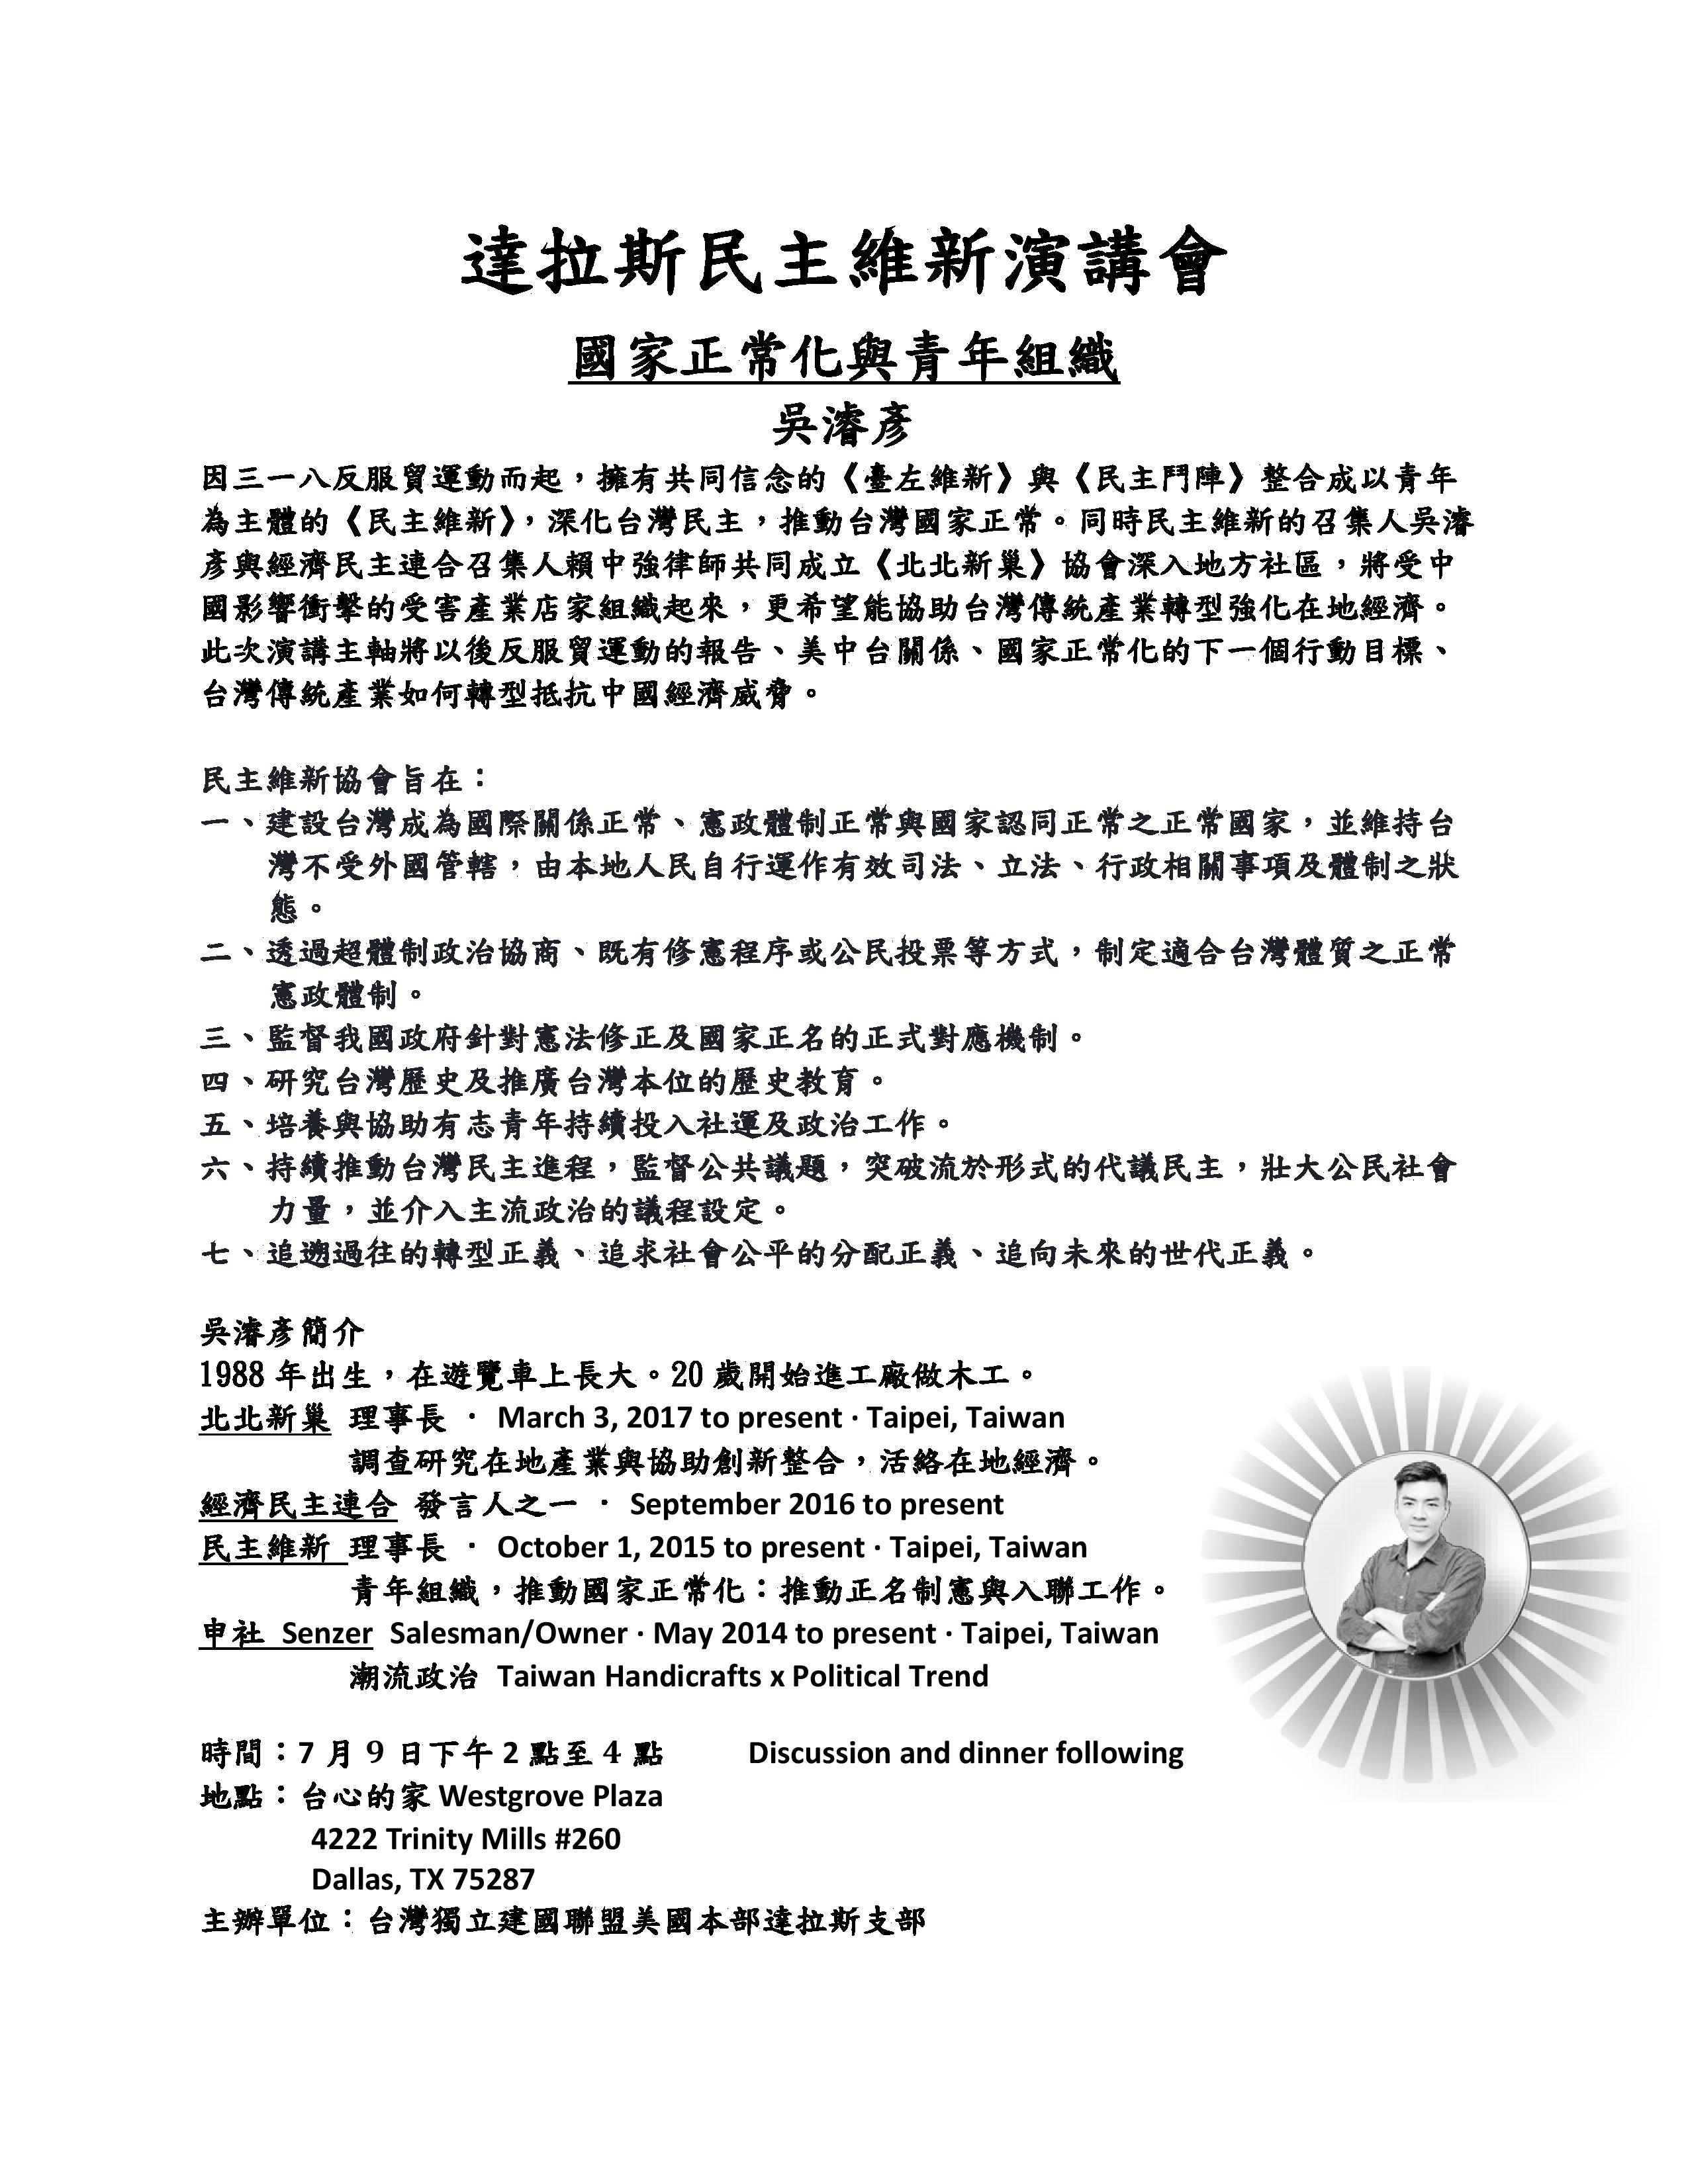 達拉斯民主維新演講會
國家正常化與青年組織
吳濬彥
因三一八反服貿運動而起，擁有共同信念的《臺左維新》與《民主鬥陣》整合成以青年
為主體的《民主維新》，深化台灣民主，推動台灣國家正常。同時民主維新的召集人吳濬
彥與經濟民主連合召集人賴中強律師共同成立《北北新巢》協會深入地方社區，將受中
國影響衝擊的受害產業店家組織起來，更希望能協助台灣傳統產業轉型強化在地經濟。
此次演講主軸將以後反服貿運動的報告、美中台關係、國家正常化的下一個行動目標、
台灣傳統產業如何轉型抵抗中國經濟威脅。
民主維新協會旨在：
一、建設台灣成為國際關係正常、憲政體制正常與國家認同正常之正常國家，並維持台
灣不受外國管轄，由本地人民自行運作有效司法、立法、行政相關事項及體制之狀
態。
二、透過超體制政治協商、既有修憲程序或公民投票等方式，制定適合台灣體質之正常
憲政體制。
三、監督我國政府針對憲法修正及國家正名的正式對應機制。
四、研究台灣歷史及推廣台灣本位的歷史教育。
五、培養與協助有志青年持續投入社運及政治工作。
六、持續推動台灣民主進程，監督公共議題，突破流於形式的代議民主，壯大公民社會
力量，並介入主流政治的議程設定。
七、追溯過往的轉型正義、追求社會公平的分配正義、追向未來的世代正義。
吳濬彥簡介
1988 年出生，在遊覽車上長大。20 歲開始進工廠做木工。
北北新巢 理事長 · March 3, 2017 to present · Taipei, Taiwan
調查研究在地產業與協助創新整合，活絡在地經濟。
經濟民主連合 發言人之一 · September 2016 to present
民主維新 理事長 · October 1, 2015 to present · Taipei, Taiwan
青年組織，推動國家正常化：推動正名制憲與入聯工作。
申社 Senzer Salesman/Owner · May 2014 to present · Taipei, Taiwan
潮流政治 Taiwan Handicrafts x Political Trend
時間：7 月 9 日下午 2 點至 4 點 Discussion and dinner following
地點：台心的家 Westgrove Plaza
4222 Trinity Mills #260
Dallas, TX 75287
主辦單位：台灣獨立建國聯盟美國本部達拉斯支部